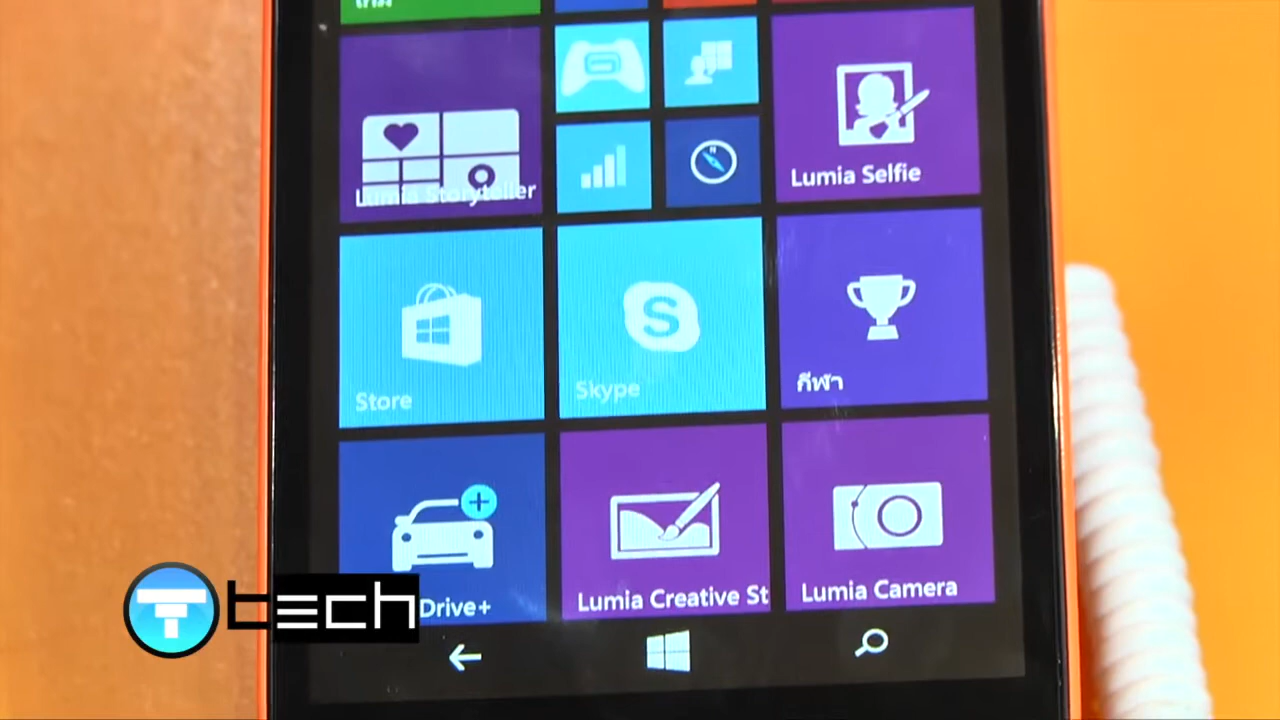 Lumia Storyteller
N
Lumia Selfie
Store
Skype
กีฬา
Drive+
Lumia Creative St
Lumia Camera
T tech